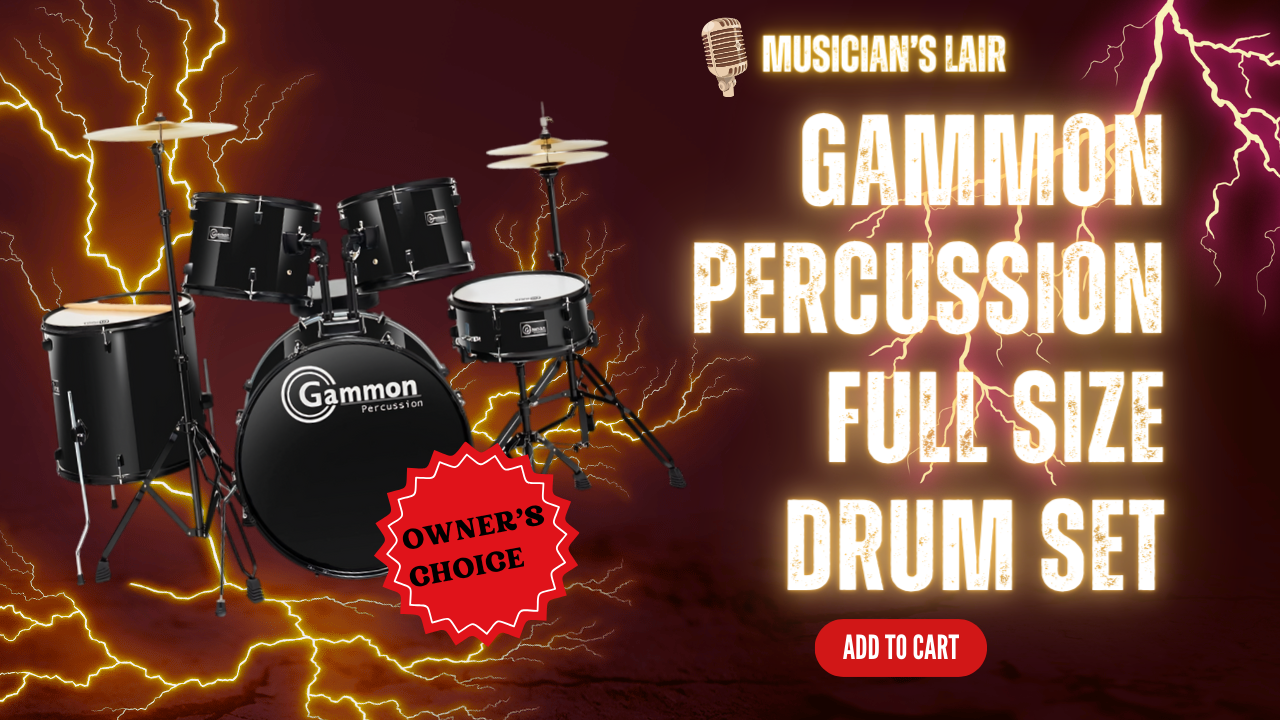 MUSICIAN'S LAIR
GAMMON
PERCUSSION
FULL SIZE
DRUM SET
Gammon
Percussion
OWNER'S
CHOICE
ADD TO CART